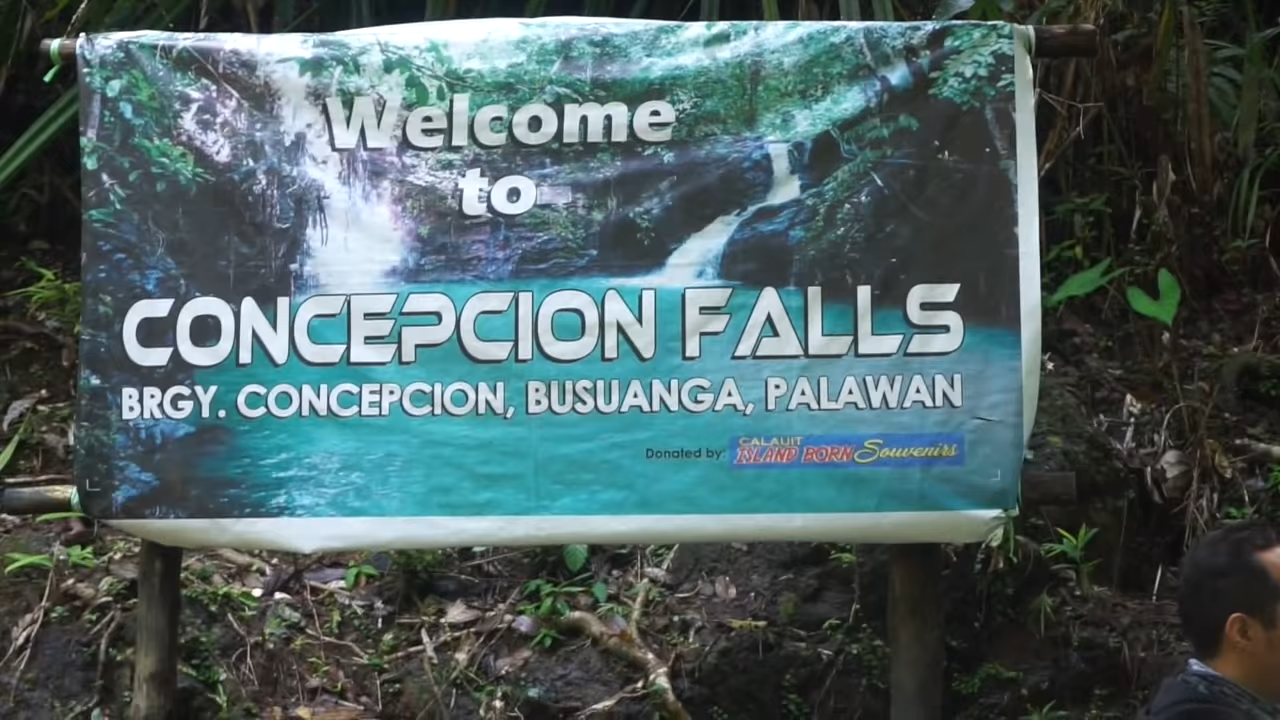 Welcome
to
CONCEPCION FALLS
BRGY. CONCEPCION, BUSUANGA, PALAWAN
Donated by: CALAUIT ISLAND BORN Souvenirs